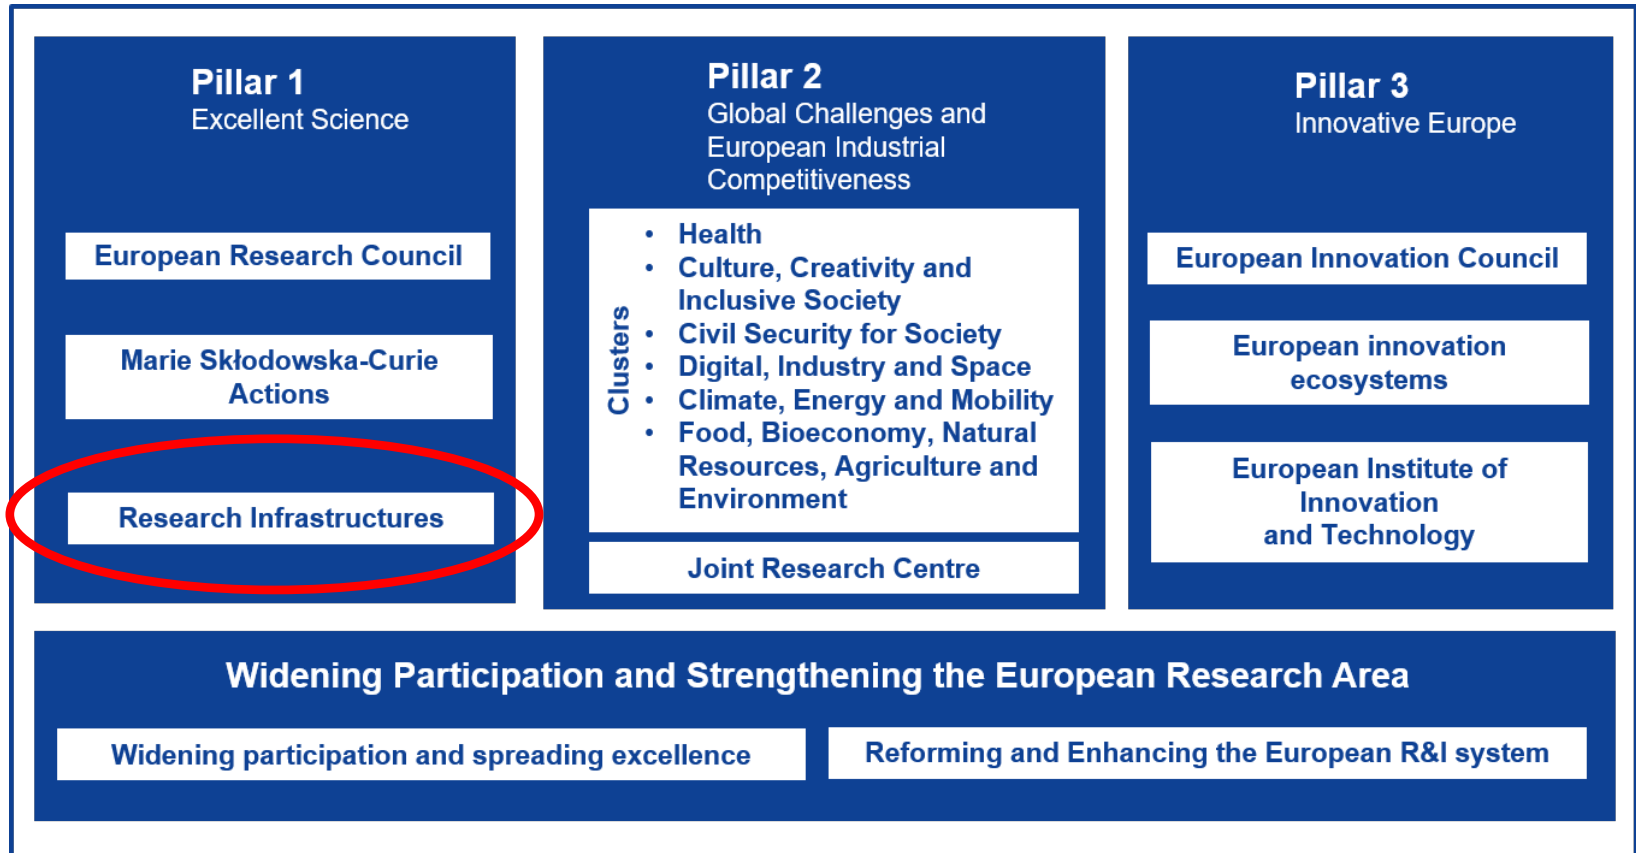 Pillar 1
Excellent Science
European Research Council
Marie Skłodowska-Curie
Actions
Research Infrastructures
Pillar 2
Global Challenges and
European Industrial
Competitiveness
Clusters
• Health
• Culture, Creativity and
Inclusive Society
• Civil Security for Society
• Digital, Industry and Space
• Climate, Energy and Mobility
• Food, Bioeconomy, Natural
Resources, Agriculture and
Environment
Joint Research Centre
Pillar 3
Innovative Europe
European Innovation Council
European innovation
ecosystems
European Institute of
Innovation
and Technology
Widening Participation and Strengthening the European Research Area
Widening participation and spreading excellence
Reforming and Enhancing the European R&I system